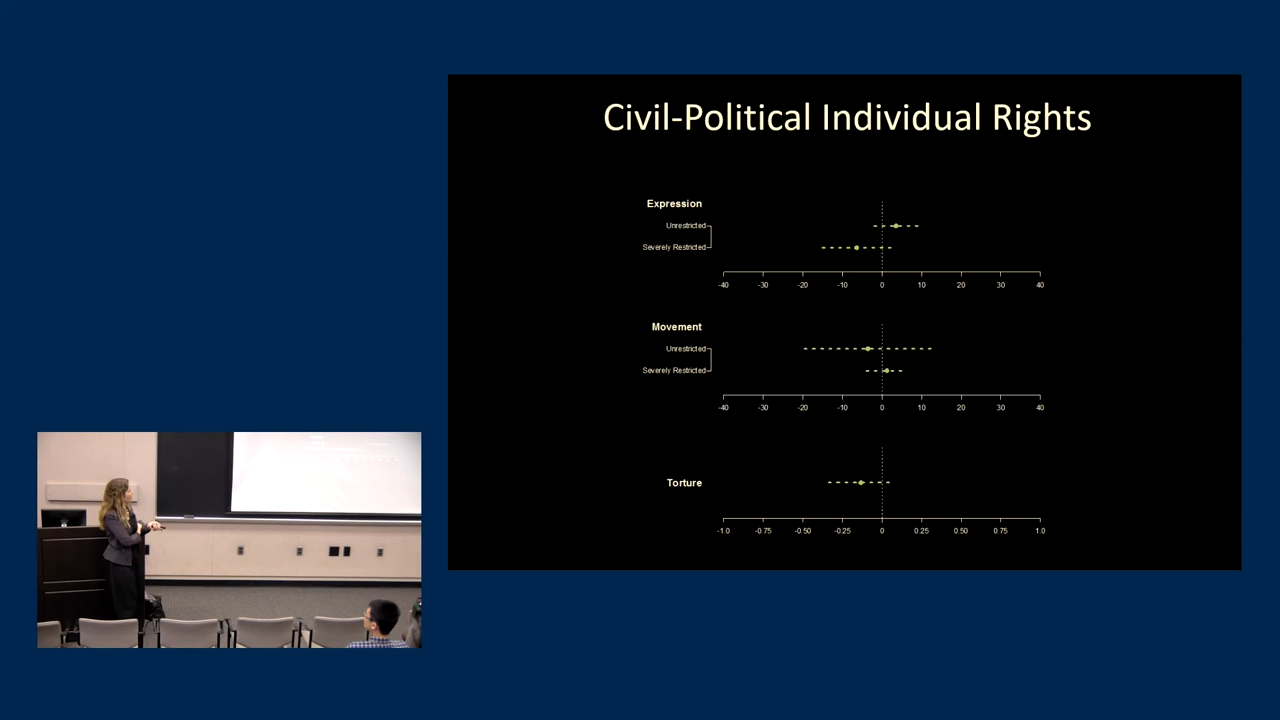 Civil-Political Individual Rights
Expression
Unrestricted
Severely Restricted
-40 -30 -20 -10 0 10 20 30 40
Movement
Unrestricted
Severely Restricted
-40 -30 -20 -10 0 10 20 30 40
Torture
-1.0 -0.75 -0.50 -0.25 0 0.25 0.50 0.75 1.0